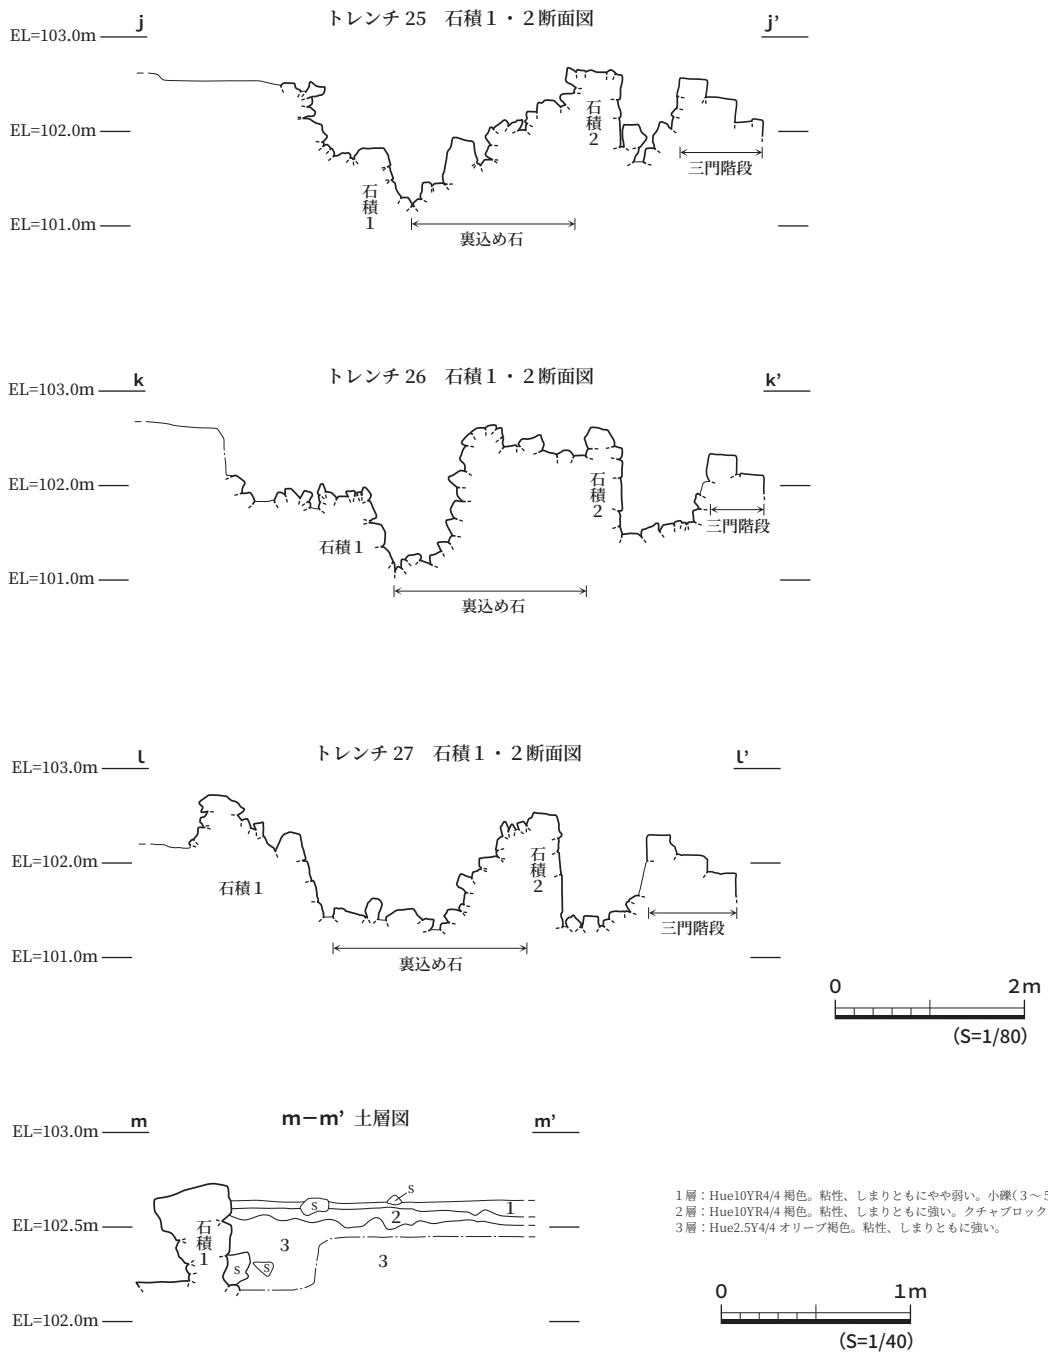 トレンチ 25　石積１・２断面図
EL=103.0m
j
j’
EL=102.0m
石積２
三門階段
石積１
EL=101.0m
裏込め石
トレンチ 26　石積１・２断面図
EL=103.0m
k
k’
EL=102.0m
石積２
三門階段
石積１
EL=101.0m
裏込め石
トレンチ 27　石積１・２断面図
EL=103.0m
l
l’
EL=102.0m
石積２
石積１
三門階段
EL=101.0m
裏込め石
0 2m
（S=1/80）
m－m’ 土層図
EL=103.0m
m
m’
S
S
1
2
EL=102.5m
石積１
3
3
S
S
EL=102.0m
１層：Hue10YR4/4 褐色。粘性、しまりともにやや弱い。小礫（３～５
２層：Hue10YR4/4 褐色。粘性、しまりともに強い。クチャブロック
３層：Hue2.5Y4/4 オリーブ褐色。粘性、しまりともに強い。
0 1m
（S=1/40）